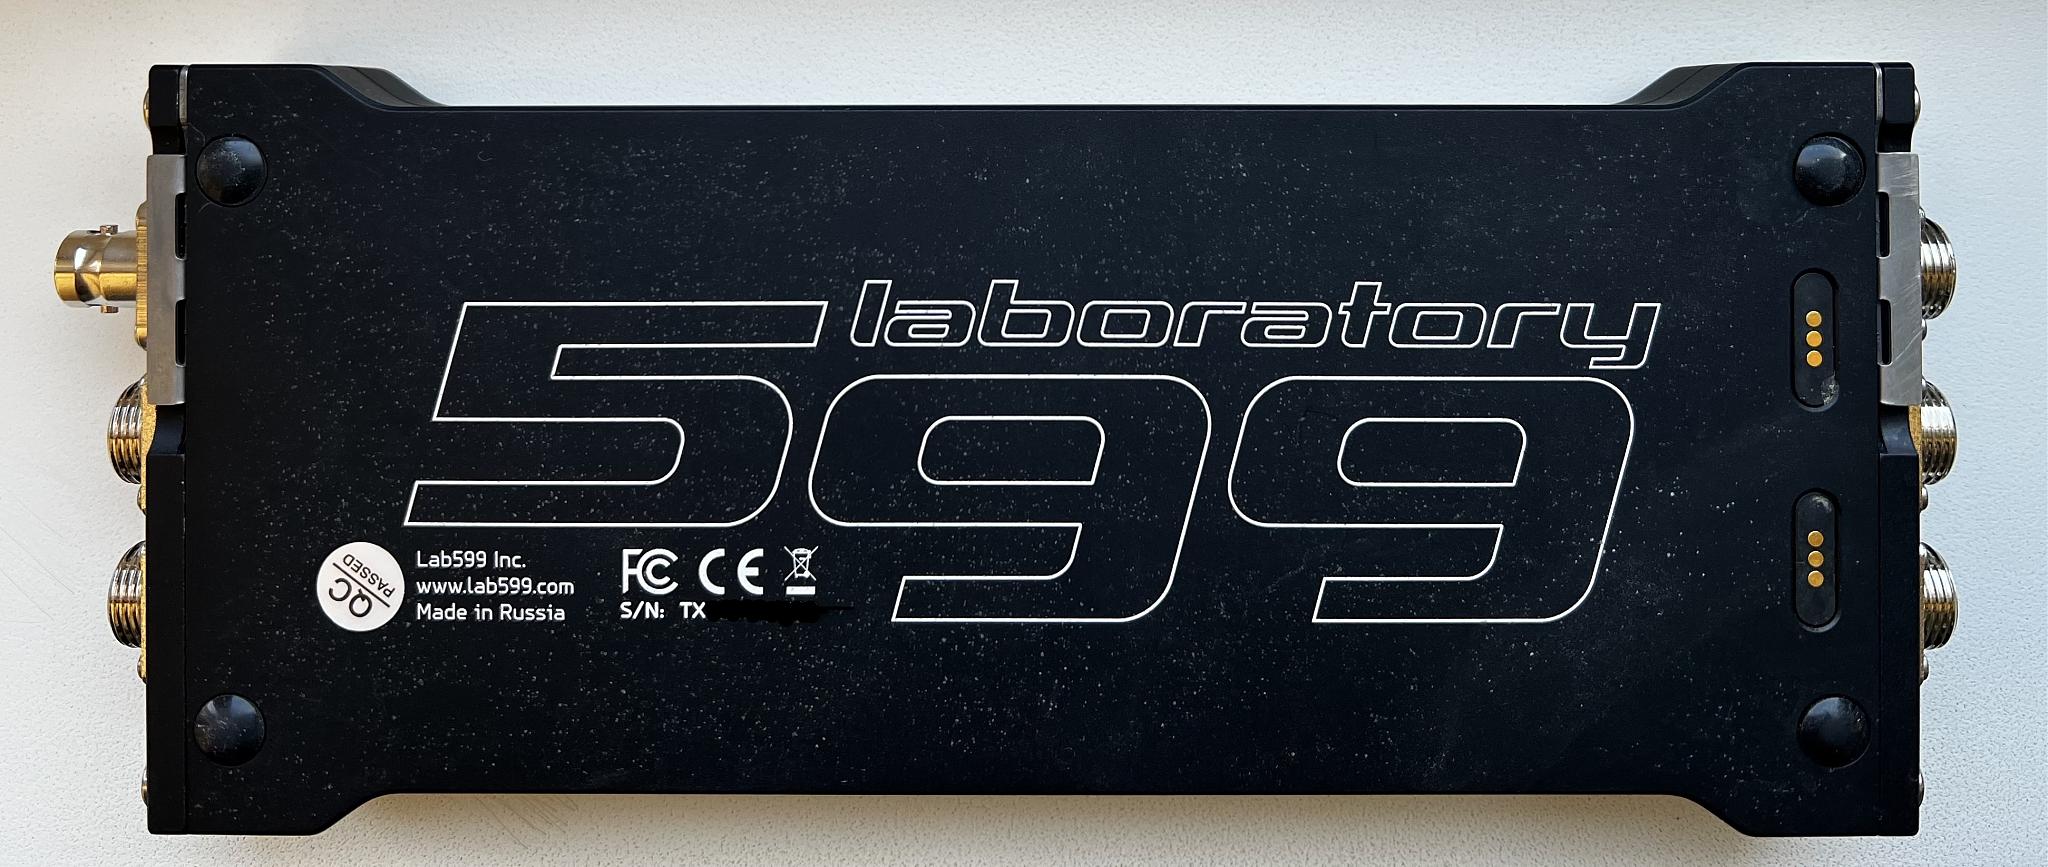 laboratory
599
QC
PASSED
Lab599 Inc.
www.lab599.com
Made in Russia
FC CE
S/N: TX